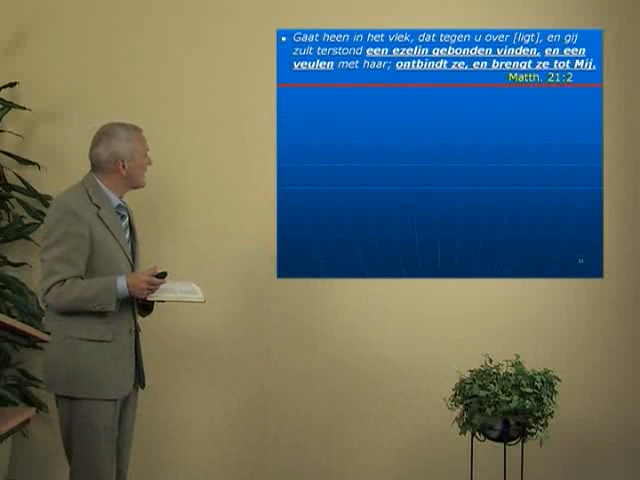 Gaat heen in het vlek, dat tegen u over [ligt], en gij
zult terstond een ezelin gebonden vinden, en een
veulen met haar; ontbindt ze, en brengt ze tot Mij.
Matth. 21:2